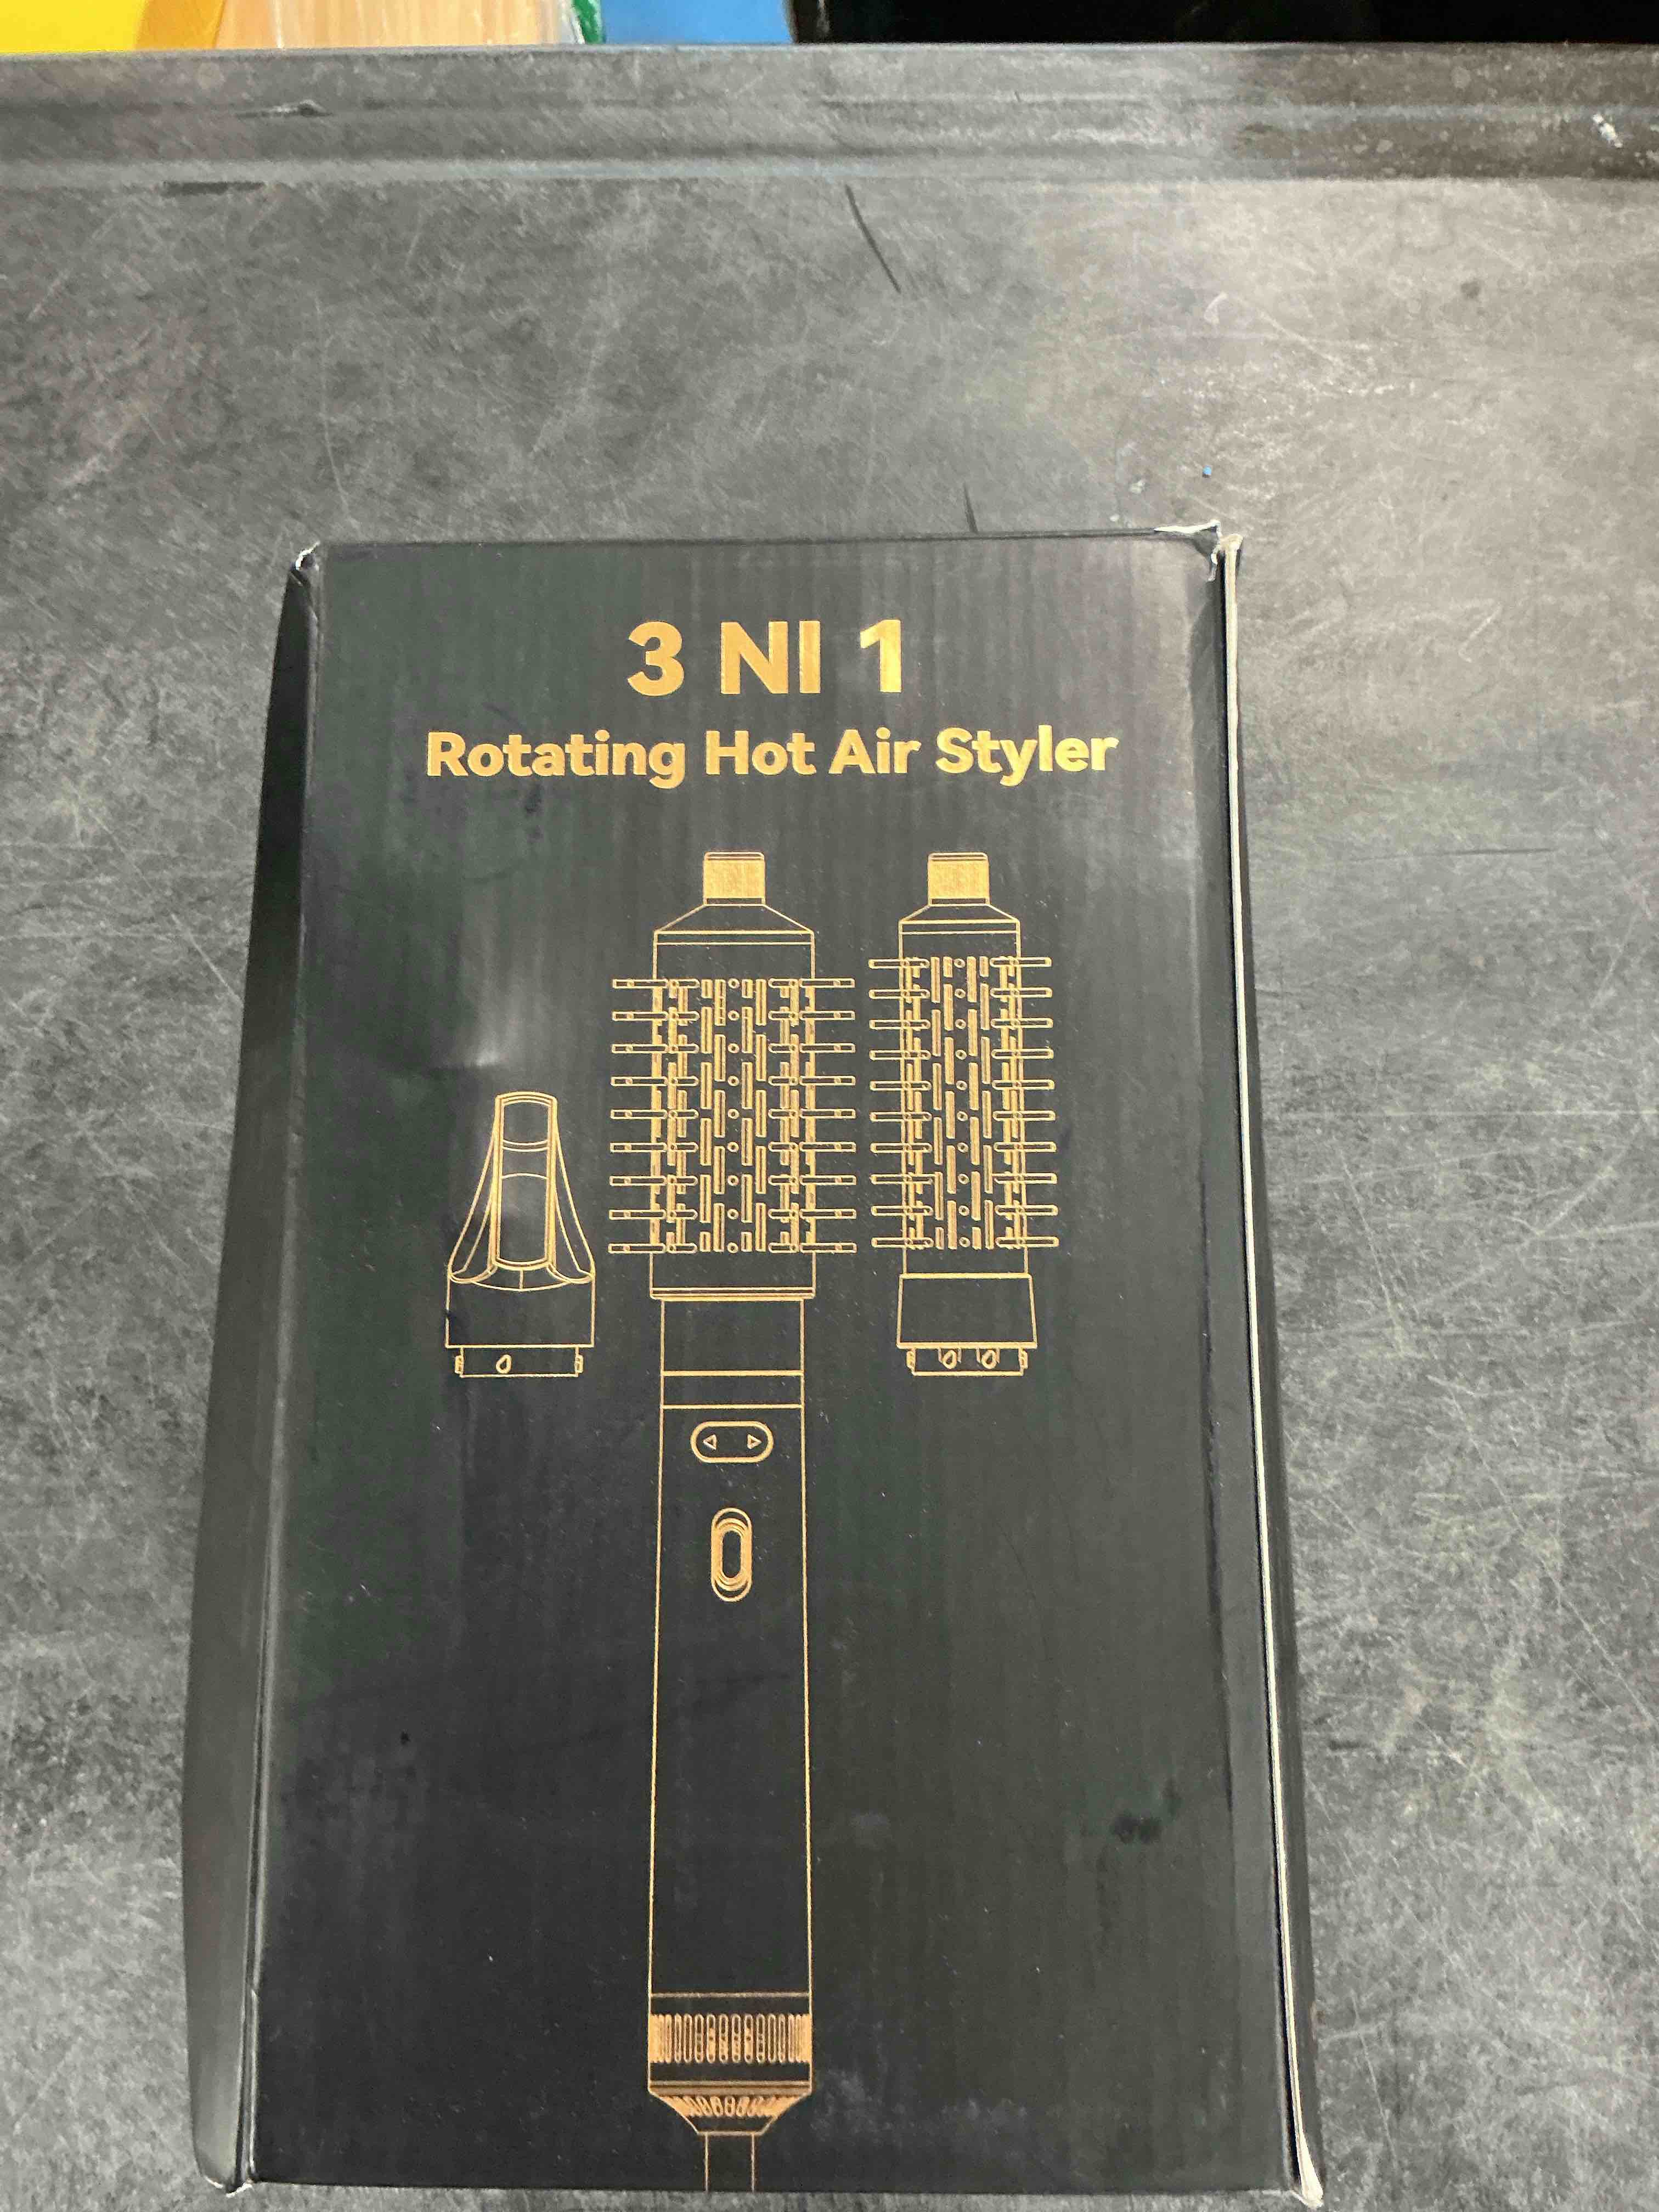 3 NI 1
Rotating Hot Air Styler